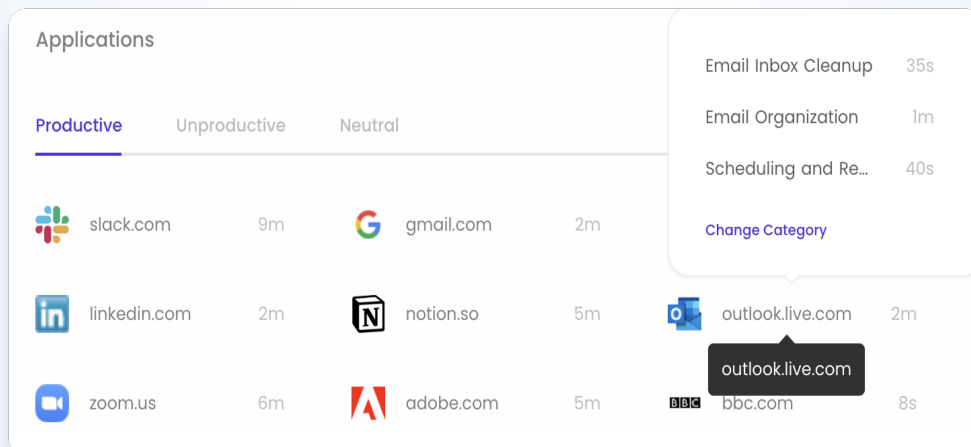 Applications
Email Inbox Cleanup 35s
Email Organization 1m
Productive Unproductive Neutral
Scheduling and Re... 40s
Change Category
slack.com 9m gmail.com 2m
linkedin.com 2m notion.so 5m outlook.live.com 2m
outlook.live.com
zoom.us 6m adobe.com 5m BBC bbc.com 8s